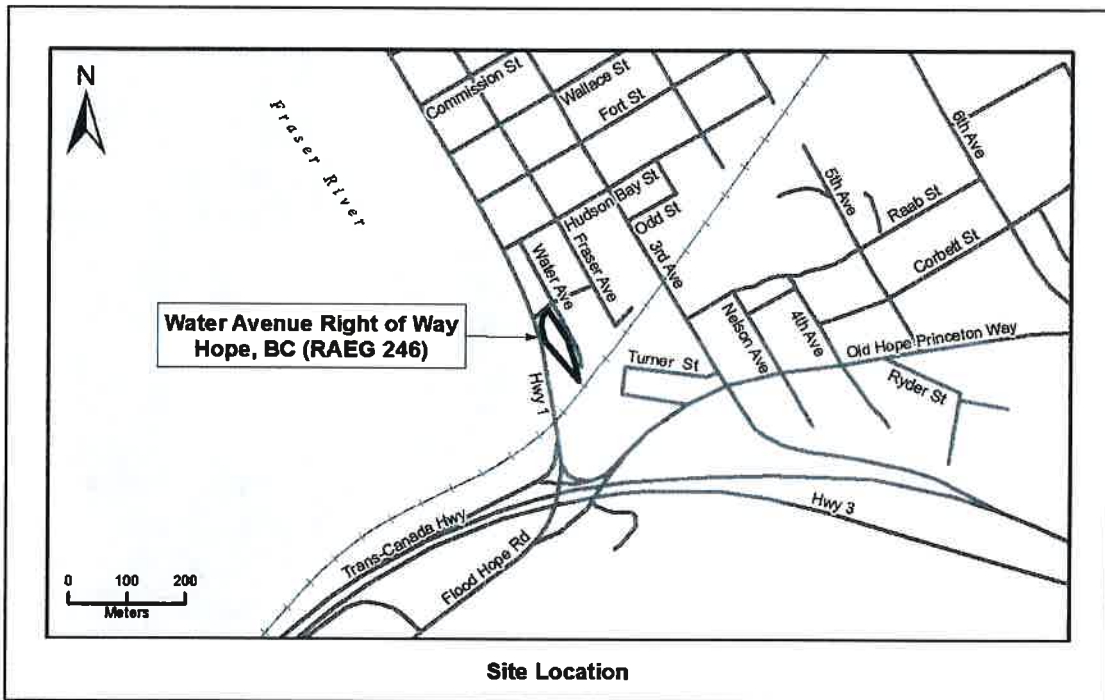 N
Fraser River
Commission St
Wallace St
Fort St
6th Ave
5th Ave
Raab St
Hudson Bay St
Odd St
Corbett St
Water Ave
Fraser Ave
3rd Ave
Water Avenue Right of Way
Hope, BC (RAEG 246)
Nelson Ave
4th Ave
Old Hope Princeton Way
Turner St
Ryder St
Hwy 1
Hwy 3
Trans-Canada Hwy
Flood Hope Rd
0 100 200
Meters
Site Location